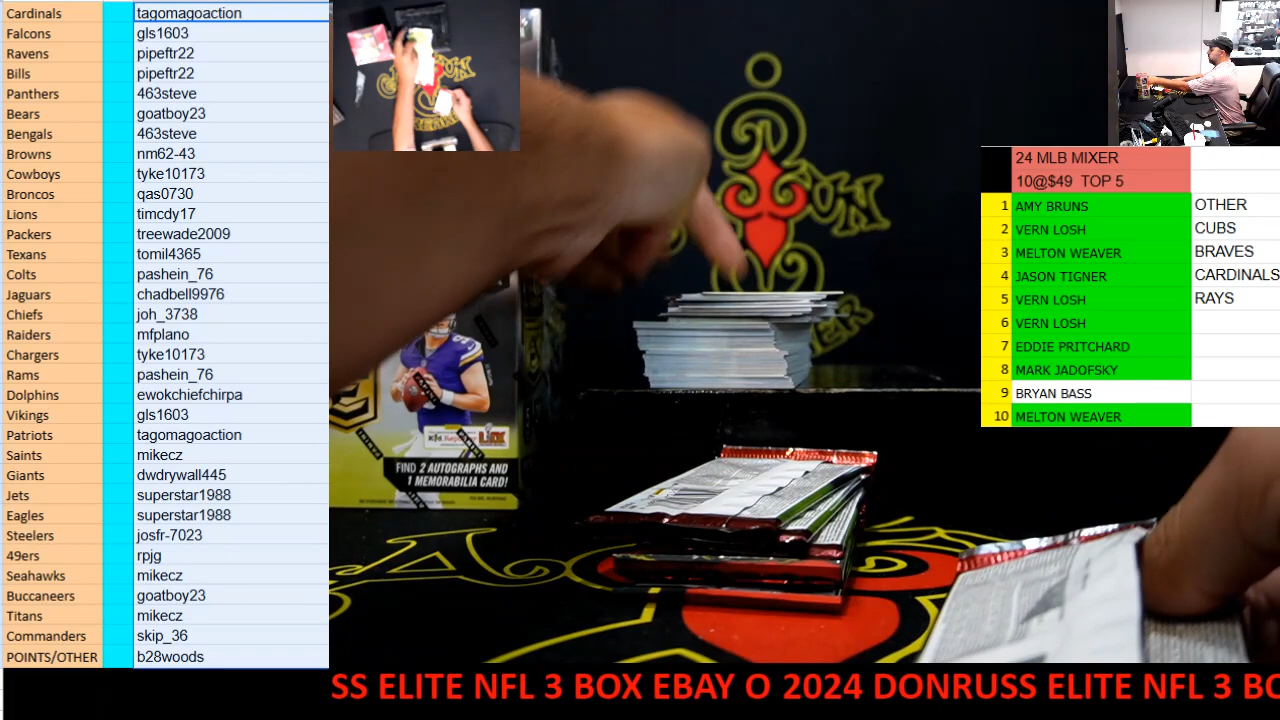 Cardinals tagomagoaction
Falcons gls1603
Ravens pipeftr22
Bills pipeftr22
Panthers 463steve
Bears goatboy23
Bengals 463steve
Browns nm62-43
Cowboys tyke10173
Broncos qas0730
Lions timcdy17
Packers treewade2009
Texans tomil4365
Colts pashein_76
Jaguars chadbell9976
Chiefs joh_3738
Raiders mfplano
Chargers tyke10173
Rams pashein_76
Dolphins ewokchiefchirpa
Vikings gls1603
Patriots tagomagoaction
Saints mikecz
Giants dwdrywall445
Jets superstar1988
Eagles superstar1988
Steelers josfr-7023
49ers rpjg
Seahawks mikecz
Buccaneers goatboy23
Titans mikecz
Commanders skip_36
POINTS/OTHER b28woods
FIND 2 AUTOGRAPHS AND
1 MEMORABILIA CARD!
24 MLB MIXER
10@$49 TOP 5
1 AMY BRUNS OTHER
2 VERN LOSH CUBS
3 MELTON WEAVER BRAVES
4 JASON TIGNER CARDINALS
5 VERN LOSH RAYS
6 VERN LOSH
7 EDDIE PRITCHARD
8 MARK JADOFSKY
9 BRYAN BASS
10 MELTON WEAVER
SS ELITE NFL 3 BOX EBAY O 2024 DONRUSS ELITE NFL 3 BO